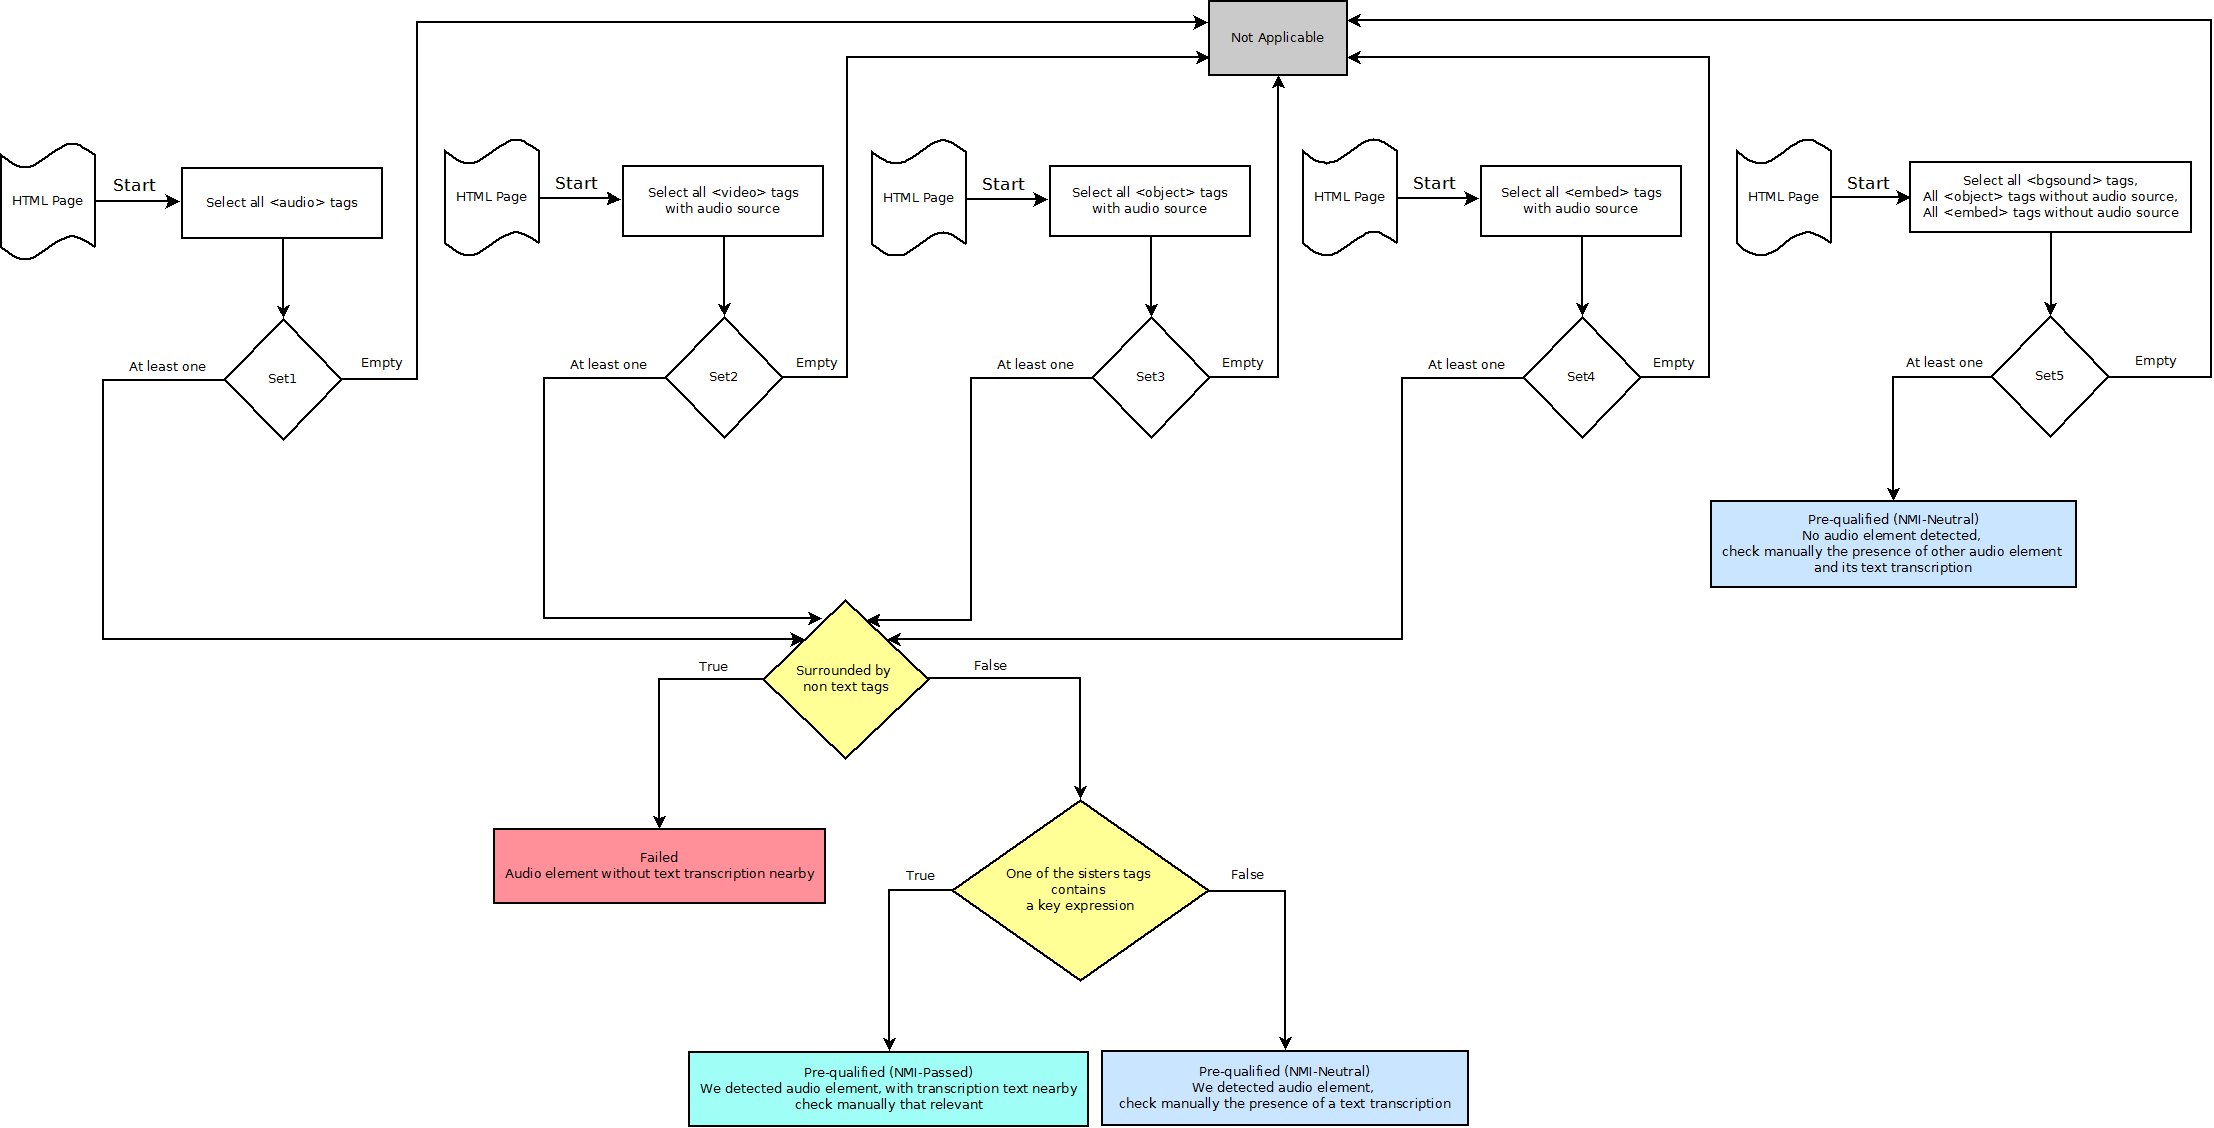 Not Applicable
HTML Page
Start
Select all <audio> tags
HTML Page
Start
Select all <video> tags
with audio source
HTML Page
Start
Select all <object> tags
with audio source
HTML Page
Start
Select all <embed> tags
with audio source
HTML Page
Start
Select all <bgsound> tags,
All <object> tags without audio source,
All <embed> tags without audio source
At least one
Set1
Empty
At least one
Set2
Empty
At least one
Set3
Empty
At least one
Set4
Empty
At least one
Set5
Empty
Pre-qualified (NMI-Neutral)
No audio element detected,
check manually the presence of other audio element
and its text transcription
True
Surrounded by
non text tags
False
Failed
Audio element without text transcription nearby
True
One of the sisters tags
contains
a key expression
False
Pre-qualified (NMI-Passed)
We detected audio element, with transcription text nearby
check manually that relevant
Pre-qualified (NMI-Neutral)
We detected audio element,
check manually the presence of a text transcription